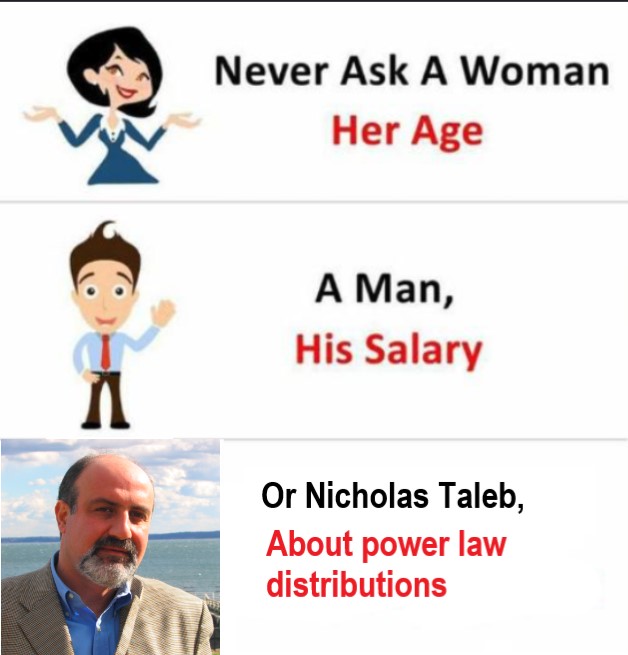 Never Ask A Woman
Her Age
A Man,
His Salary
Or Nicholas Taleb,
About power law
distributions